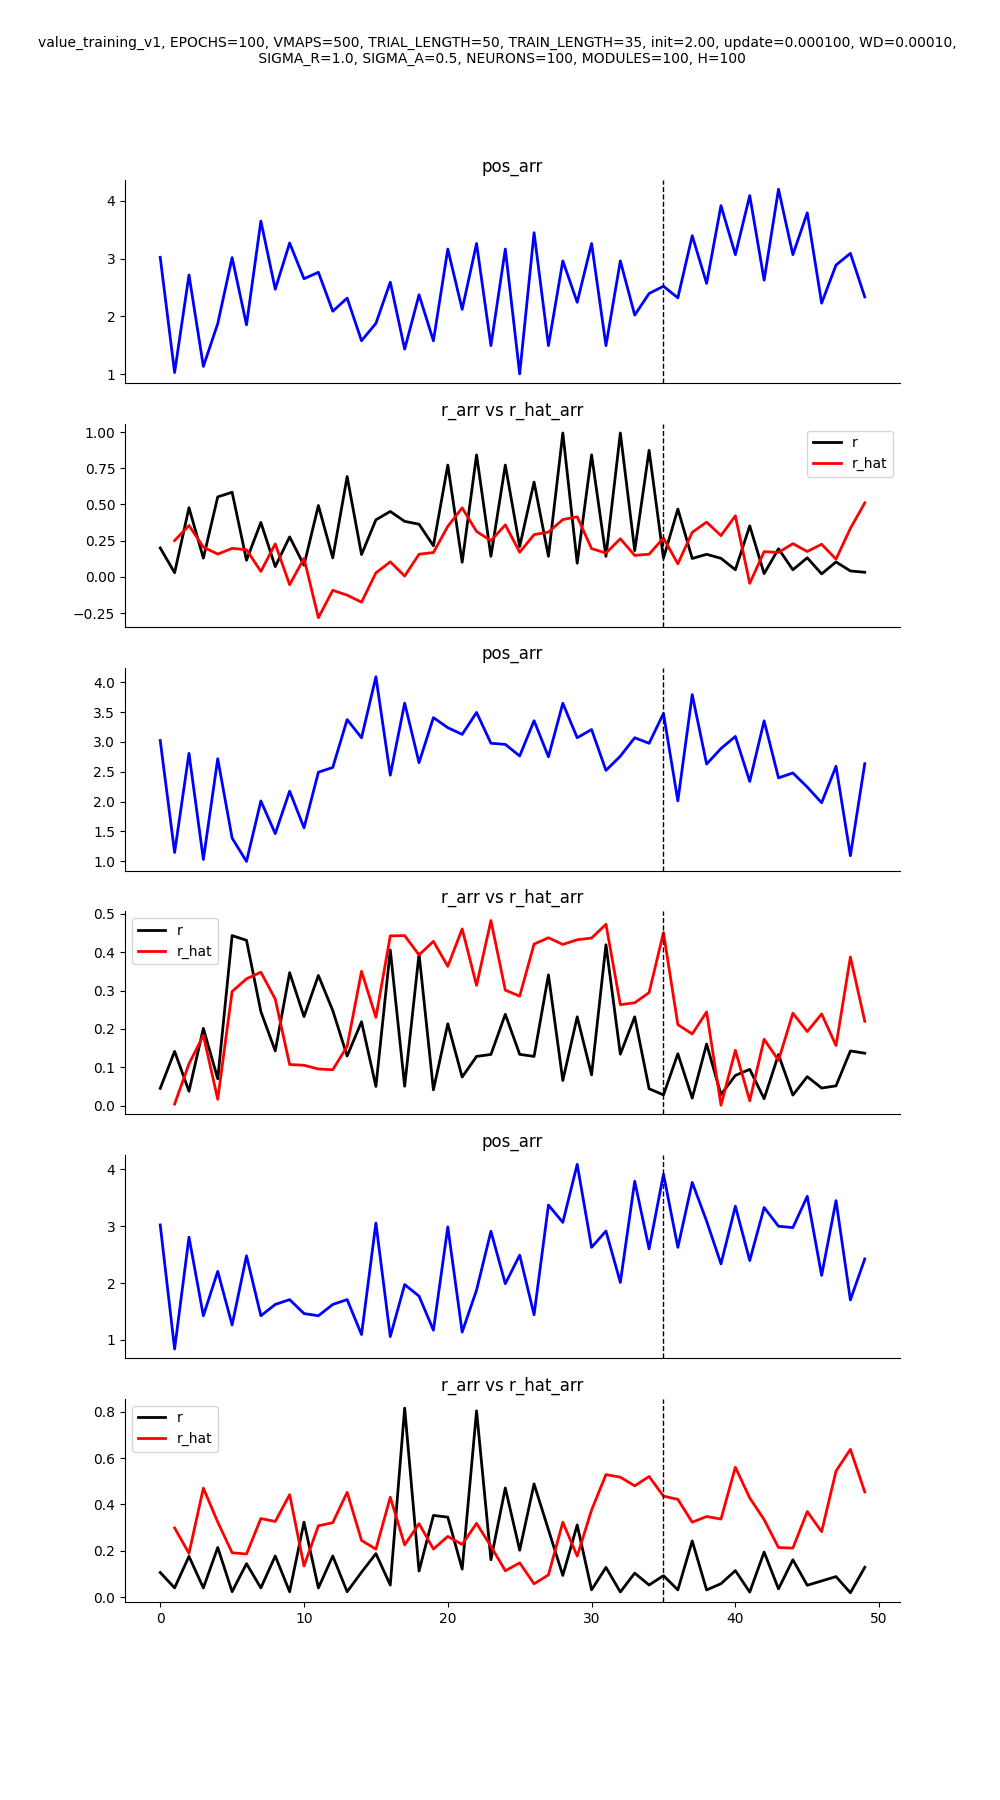 value_training_v1, EPOCHS=100, VMAPS=500, TRIAL_LENGTH=50, TRAIN_LENGTH=35, init=2.00, update=0.000100, WD=0.00010,
SIGMA_R=1.0, SIGMA_A=0.5, NEURONS=100, MODULES=100, H=100
pos_arr
4
3
2
1
r_arr vs r_hat_arr
1.00
0.75
0.50
0.25
0.00
−0.25
r
r_hat
pos_arr
4.0
3.5
3.0
2.5
2.0
1.5
1.0
r_arr vs r_hat_arr
0.5
0.4
0.3
0.2
0.1
0.0
r
r_hat
pos_arr
4
3
2
1
r_arr vs r_hat_arr
0.8
0.6
0.4
0.2
0.0
r
r_hat
0 10 20 30 40 50